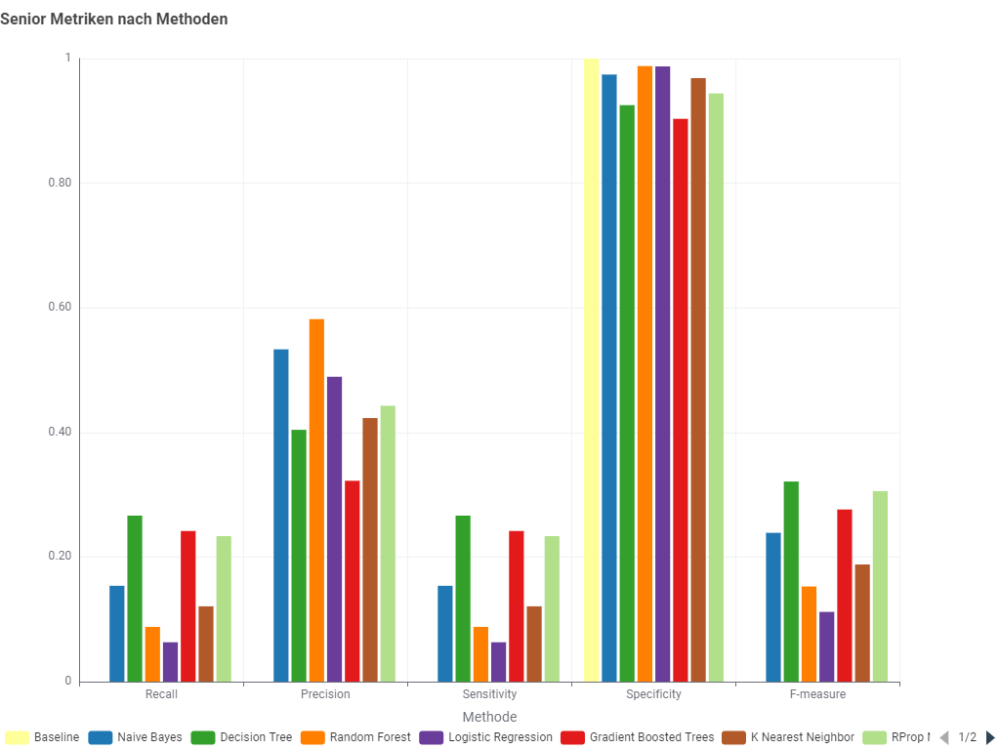 Senior Metriken nach Methoden
1
0.80
0.60
0.40
0.20
0
Recall Precision Sensitivity Specificity F-measure
Methode
Baseline Naive Bayes Decision Tree Random Forest Logistic Regression Gradient Boosted Trees K Nearest Neighbor RProp 1/2